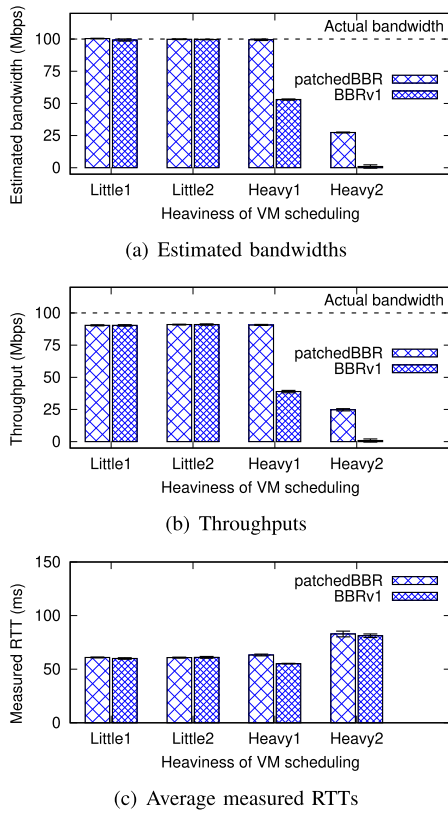 Estimated bandwidth (Mbps)
100
75
50
25
0
Actual bandwidth
patchedBBR
BBRv1
Little1 Little2 Heavy1 Heavy2
Heaviness of VM scheduling
(a) Estimated bandwidths
Throughput (Mbps)
100
75
50
25
0
Actual bandwidth
patchedBBR
BBRv1
Little1 Little2 Heavy1 Heavy2
Heaviness of VM scheduling
(b) Throughputs
Measured RTT (ms)
150
100
50
0
patchedBBR
BBRv1
Little1 Little2 Heavy1 Heavy2
Heaviness of VM scheduling
(c) Average measured RTTs